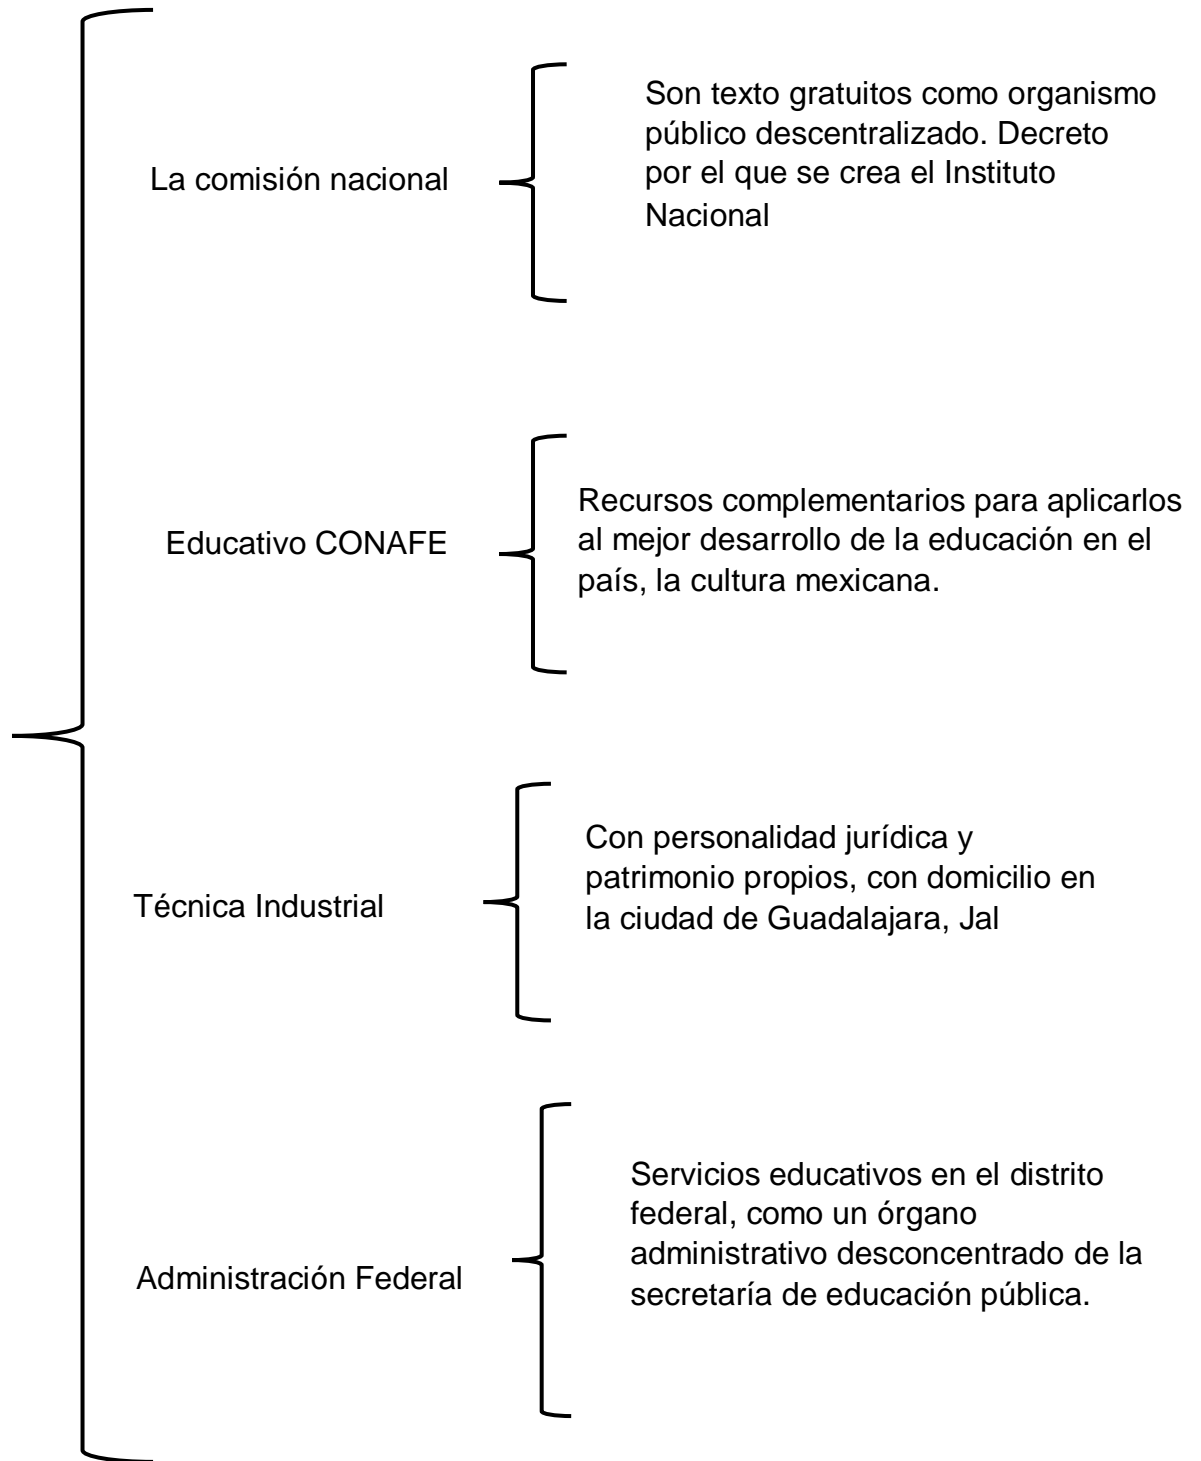 La comisión nacional
Son texto gratuitos como organismo
público descentralizado. Decreto
por el que se crea el Instituto
Nacional
Educativo CONAFE
Recursos complementarios para aplicarlos
al mejor desarrollo de la educación en el
país, la cultura mexicana.
Técnica Industrial
Con personalidad jurídica y
patrimonio propios, con domicilio en
la ciudad de Guadalajara, Jal
Administración Federal
Servicios educativos en el distrito
federal, como un órgano
administrativo desconcentrado de la
secretaría de educación pública.